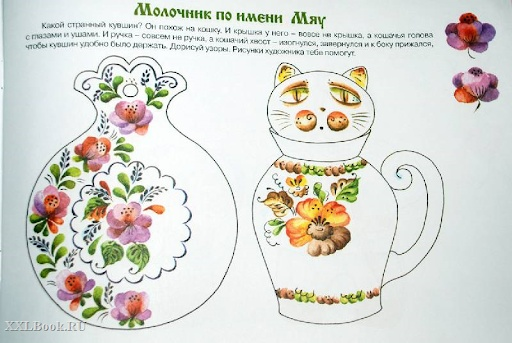 Молочник по имени Мяу
Какой странный кувшин? Он похож на кошку. И крышка у него – вовсе не крышка, а кошачья голова
с глазами и ушами. И ручка – совсем не ручка, а кошачий хвост – изогнулся, завернулся и к боку прижался,
чтобы кувшин удобно было держать. Дорисуй узоры. Рисунки художника тебе помогут.
XXLBook.RU